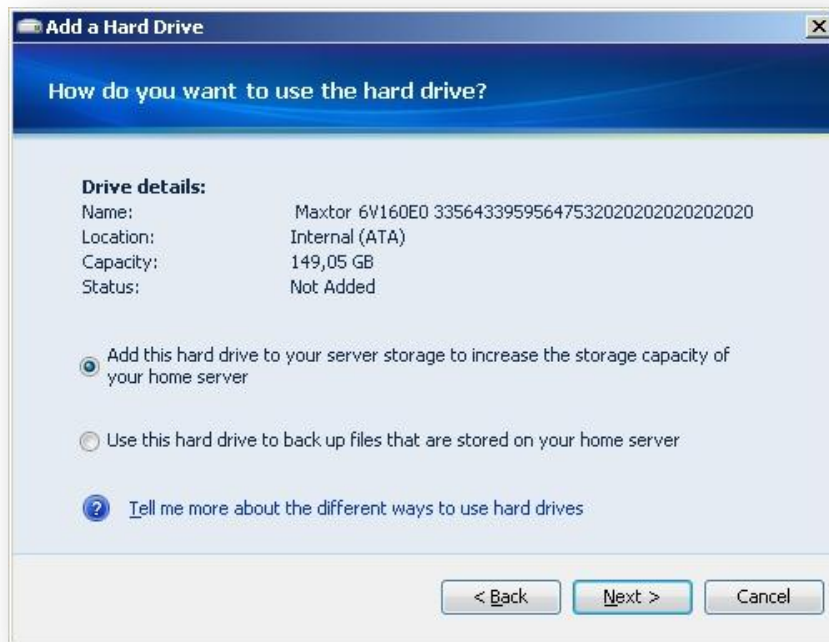 Add a Hard Drive
How do you want to use the hard drive?
Drive details:
Name: Maxtor 6V160E0 3356433959564753202020202020202020
Location: Internal (ATA)
Capacity: 149,05 GB
Status: Not Added
Add this hard drive to your server storage to increase the storage capacity of
your home server
Use this hard drive to back up files that are stored on your home server
Tell me more about the different ways to use hard drives
< Back
Next >
Cancel